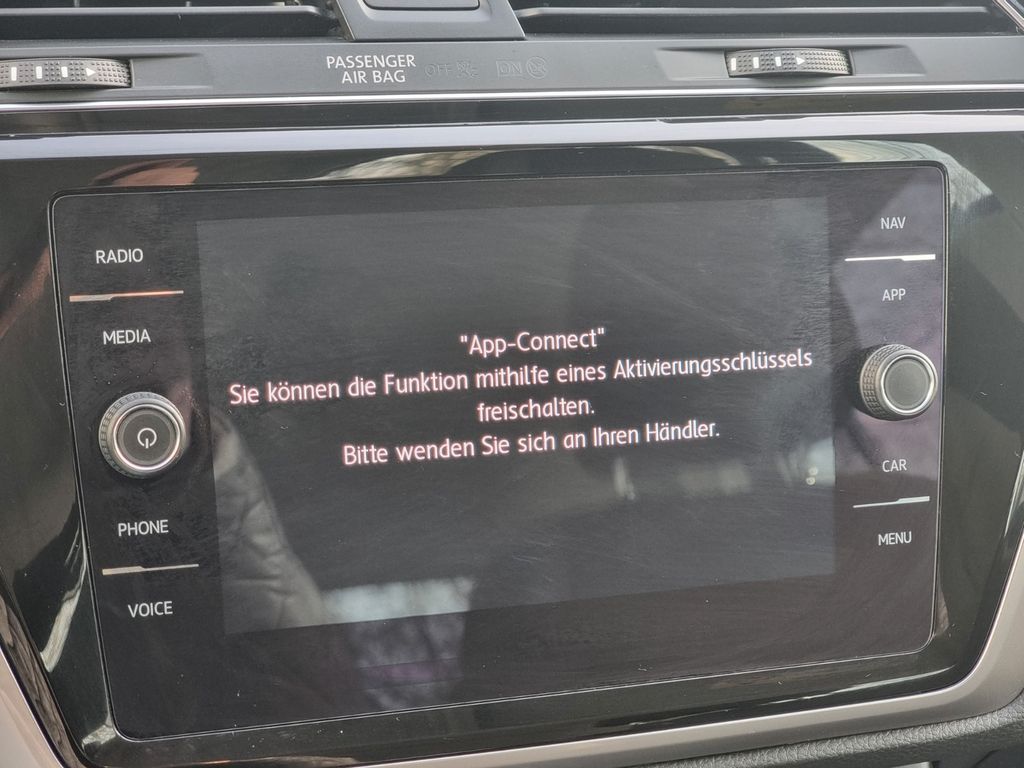 PASSENGER
AIR BAG OFF ON
RADIO
MEDIA
PHONE
VOICE
"App-Connect"
Sie können die Funktion mithilfe eines Aktivierungsschlüssels
freischalten.
Bitte wenden Sie sich an Ihren Händler.
NAV
APP
CAR
MENU